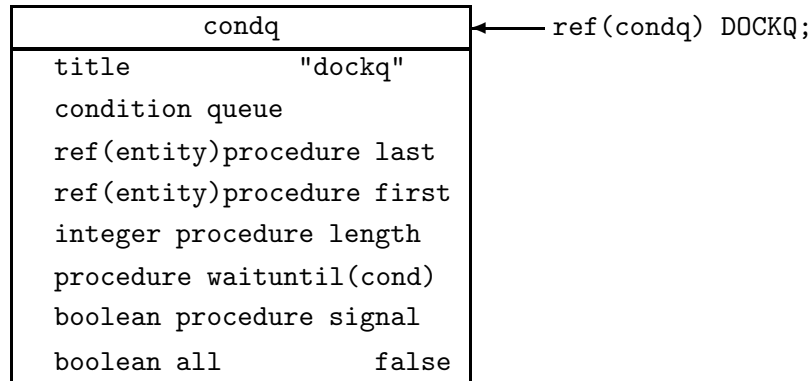 condq
ref(condq) DOCKQ;
title "dockq"
condition queue
ref(entity)procedure last
ref(entity)procedure first
integer procedure length
procedure waituntil(cond)
boolean procedure signal
boolean all false